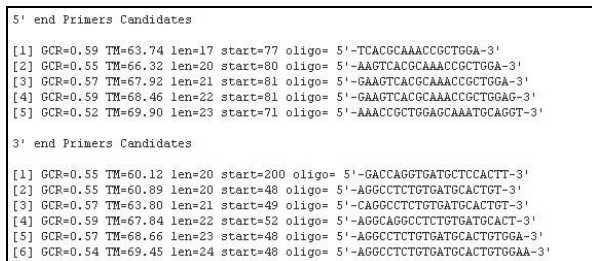 5' end Primers Candidates
[1] GCR=0.59 TM=63.74 len=17 start=77 oligo= 5'-TCACGCAAACCGCTGGA-3'
[2] GCR=0.55 TM=66.32 len=20 start=80 oligo= 5'-AAGTCACGCAAACCGCTGGA-3'
[3] GCR=0.57 TM=67.92 len=21 start=81 oligo= 5'-GAAGTCACGCAAACCGCTGGA-3'
[4] GCR=0.59 TM=68.46 len=22 start=81 oligo= 5'-GAAGTCACGCAAACCGCTGGAG-3'
[5] GCR=0.52 TM=69.90 len=23 start=71 oligo= 5'-AAACCGCTGGAGCAAATGCAGGT-3'
3' end Primers Candidates
[1] GCR=0.55 TM=60.12 len=20 start=200 oligo= 5'-GACCAGGTGATGCTCCACTT-3'
[2] GCR=0.55 TM=60.89 len=20 start=48 oligo= 5'-AGGCCTCTGTGATGCACTGT-3'
[3] GCR=0.57 TM=63.80 len=21 start=49 oligo= 5'-CAGGCCTCTGTGATGCACTGT-3'
[4] GCR=0.59 TM=67.84 len=22 start=52 oligo= 5'-AGGCAGGCCTCTGTGATGCACT-3'
[5] GCR=0.57 TM=68.66 len=23 start=48 oligo= 5'-AGGCCTCTGTGATGCACTGTGGA-3'
[6] GCR=0.54 TM=69.45 len=24 start=48 oligo= 5'-AGGCCTCTGTGATGCACTGTGGAA-3'